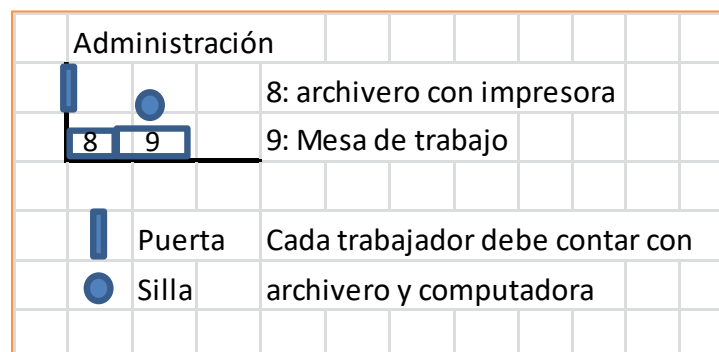 Administración
8: archivero con impresora
8 9 9: Mesa de trabajo
Puerta Cada trabajador debe contar con
Silla archivero y computadora